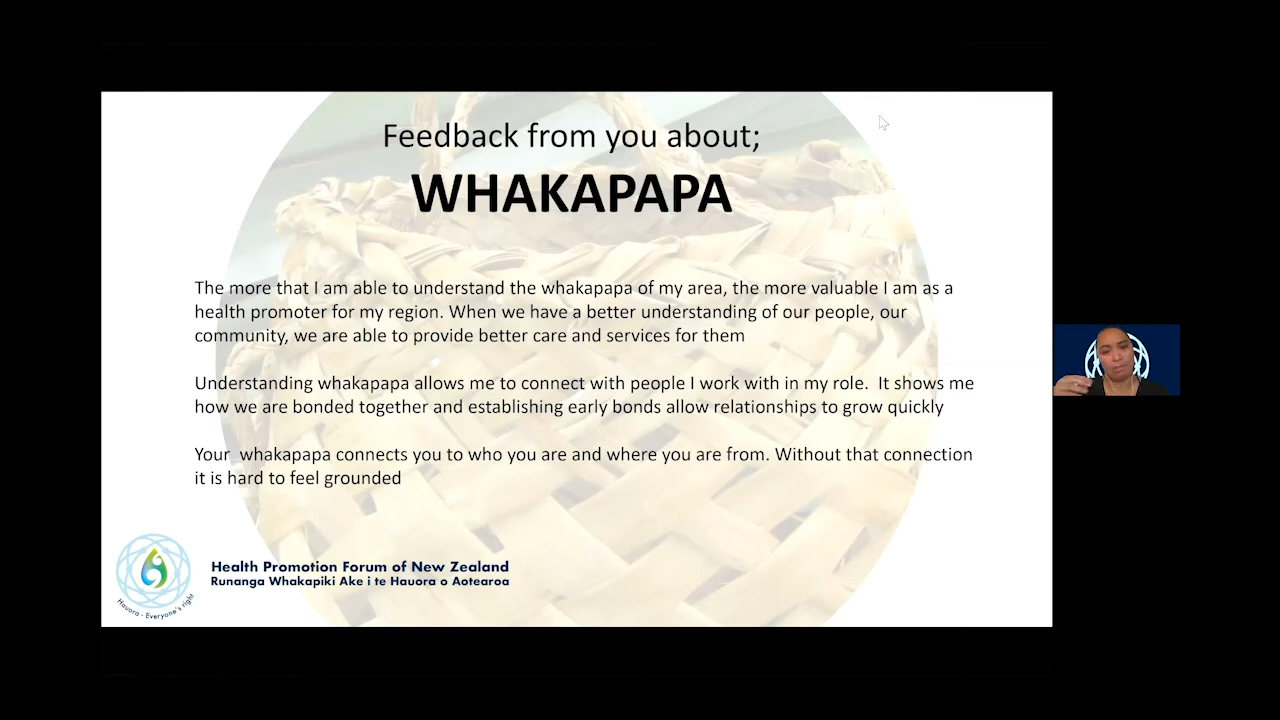 Feedback from you about;
WHAKAPAPA
The more that I am able to understand the whakapapa of my area, the more valuable I am as a
health promoter for my region. When we have a better understanding of our people, our
community, we are able to provide better care and services for them
Understanding whakapapa allows me to connect with people I work with in my role.  It shows me
how we are bonded together and establishing early bonds allow relationships to grow quickly
Your  whakapapa connects you to who you are and where you are from. Without that connection
it is hard to feel grounded
Health Promotion Forum of New Zealand
Runanga Whakapiki Ake i te Hauora o Aotearoa
Hauora - Everyone's right